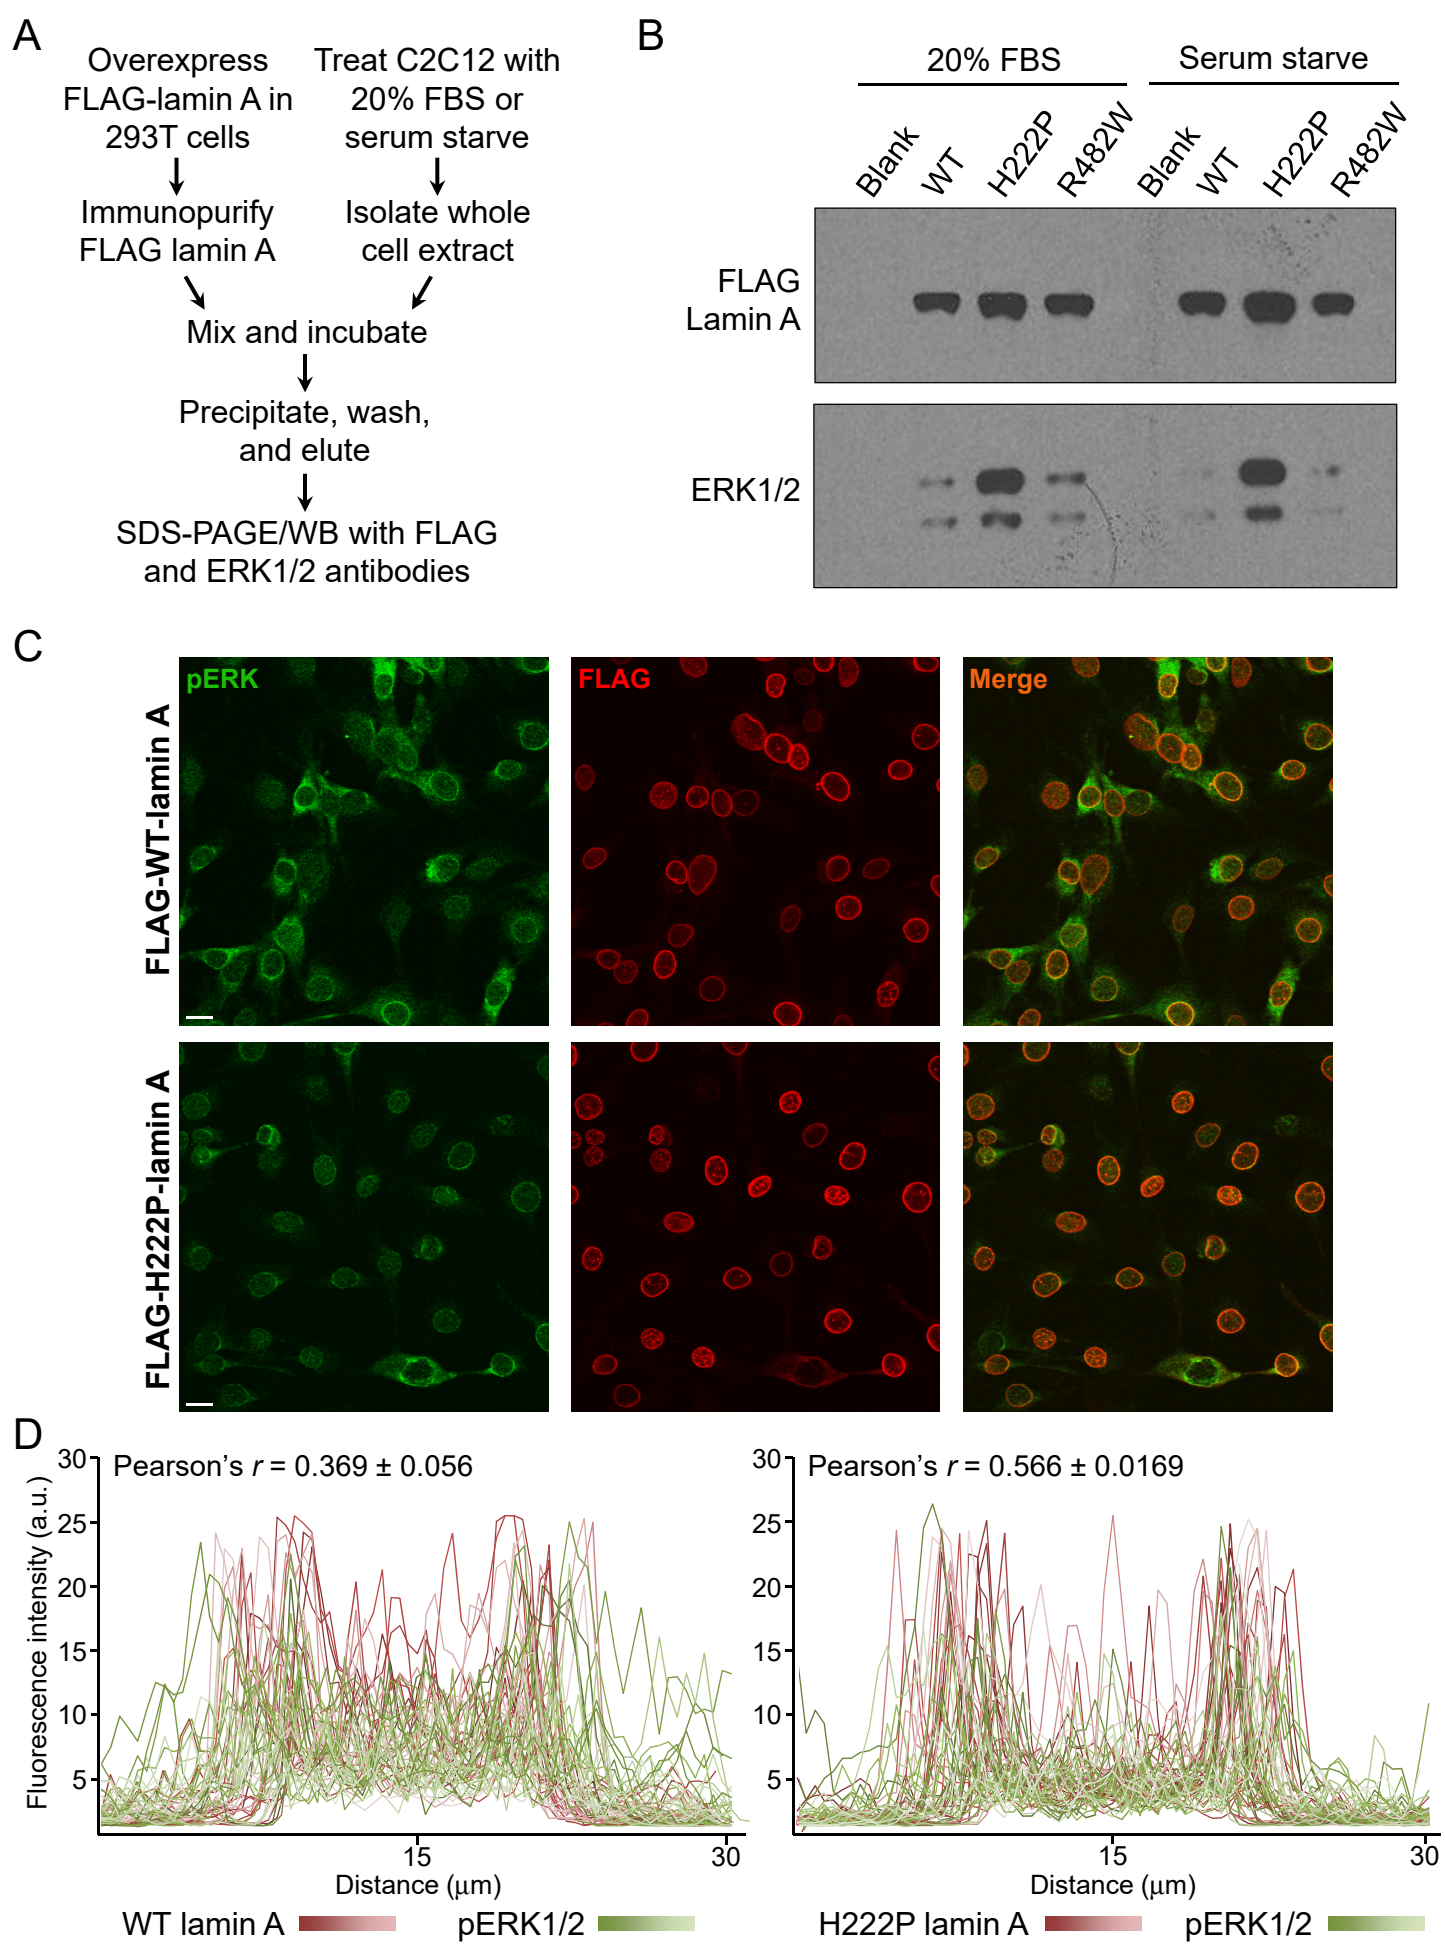 A
Overexpress
FLAG-lamin A in
293T cells
Treat C2C12 with
20% FBS or
serum starve
Immunopurify
FLAG lamin A
Isolate whole
cell extract
Mix and incubate
Precipitate, wash,
and elute
SDS-PAGE/WB with FLAG
and ERK1/2 antibodies
B
20% FBS
Serum starve
Blank
WT
H222P
R482W
Blank
WT
H222P
R482W
FLAG
Lamin A
ERK1/2
C
pERK
FLAG
Merge
FLAG-WT-lamin A
FLAG-H222P-lamin A
D
Fluorescence intensity (a.u.)
30
25
20
15
10
5
Pearson’s r = 0.369 ± 0.056
15
30
Distance (μm)
WT lamin A
pERK1/2
30
25
20
15
10
5
Pearson’s r = 0.566 ± 0.0169
15
30
Distance (μm)
H222P lamin A
pERK1/2